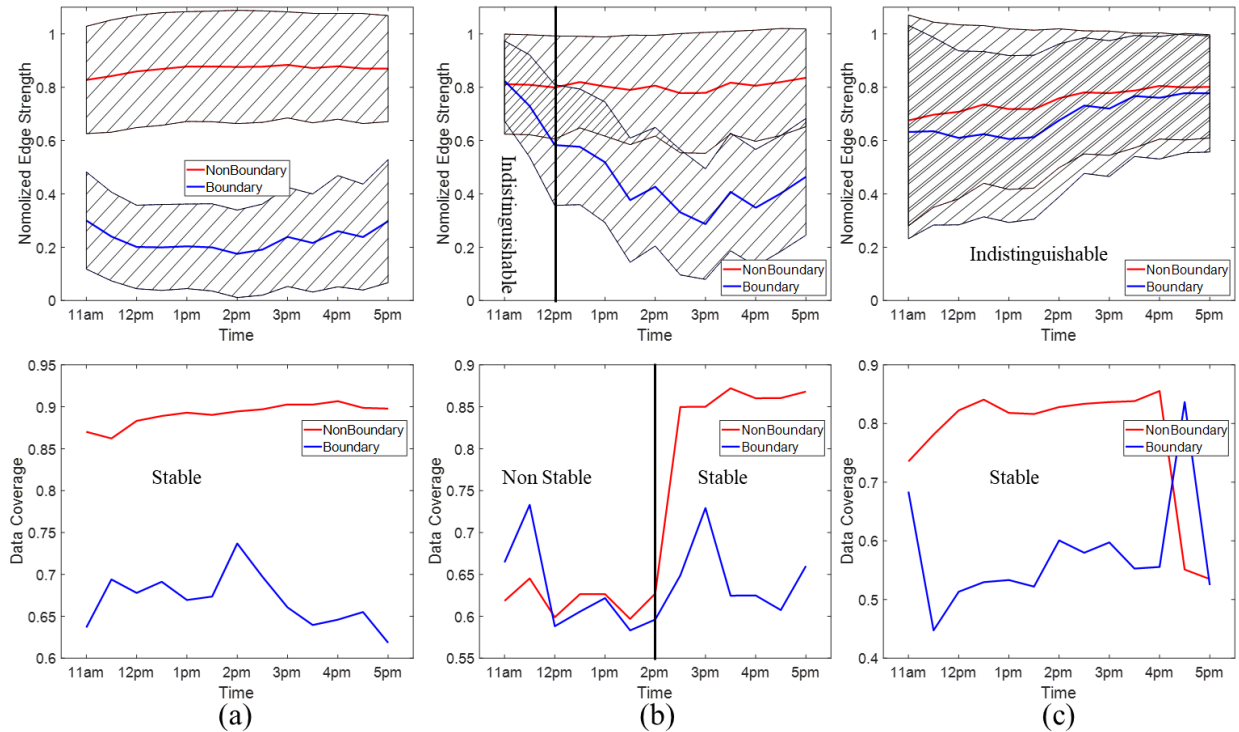 Nomolized Edge Strength
1
0.8
0.6
0.4
0.2
0
NonBoundary
Boundary
11am 12pm 1pm 2pm 3pm 4pm 5pm
Time
Nomolized Edge Strength
1
0.8
0.6
0.4
0.2
0
Indistinguishable
NonBoundary
Boundary
11am 12pm 1pm 2pm 3pm 4pm 5pm
Time
Nomolized Edge Strength
1
0.8
0.6
0.4
0.2
0
Indistinguishable
NonBoundary
Boundary
11am 12pm 1pm 2pm 3pm 4pm 5pm
Time
Data Coverage
0.95
0.9
0.85
0.8
0.75
0.7
0.65
0.6
NonBoundary
Boundary
Stable
11am 12pm 1pm 2pm 3pm 4pm 5pm
Time
(a)
Data Coverage
0.9
0.85
0.8
0.75
0.7
0.65
0.6
0.55
NonBoundary
Boundary
Non Stable Stable
11am 12pm 1pm 2pm 3pm 4pm 5pm
Time
(b)
Data Coverage
0.9
0.8
0.7
0.6
0.5
0.4
NonBoundary
Boundary
Stable
11am 12pm 1pm 2pm 3pm 4pm 5pm
Time
(c)